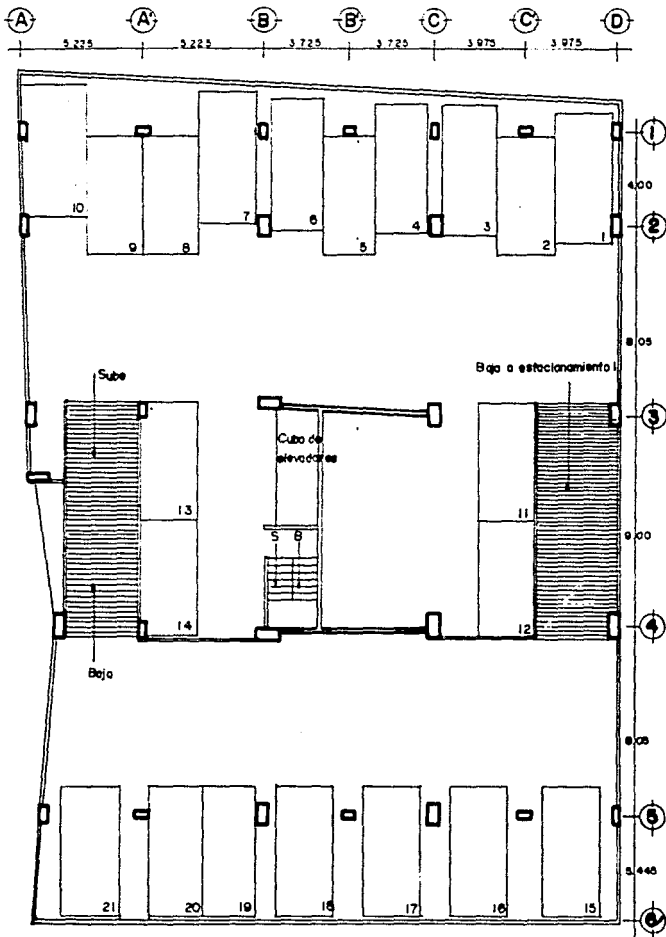 A A' B B' C C' D
5.225 5.225 3.725 3.725 3.975 3.975
1
4.00
10 7 6 4 3 1
2
9 8 5 2
8.05
Sube
Baja a estacionamiento 1
3
Cubo de
elevadores
13 11
9.00
S B
14 12
4
Baja
8.05
5
5.445
21 20 19 18 17 16 15
6